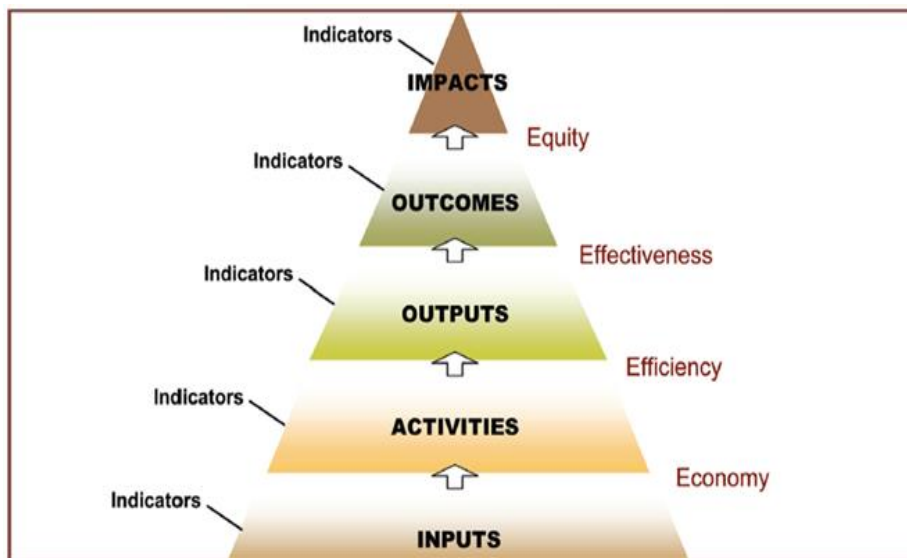 Indicators
IMPACTS
Equity
Indicators
OUTCOMES
Effectiveness
Indicators
OUTPUTS
Efficiency
Indicators
ACTIVITIES
Economy
Indicators
INPUTS